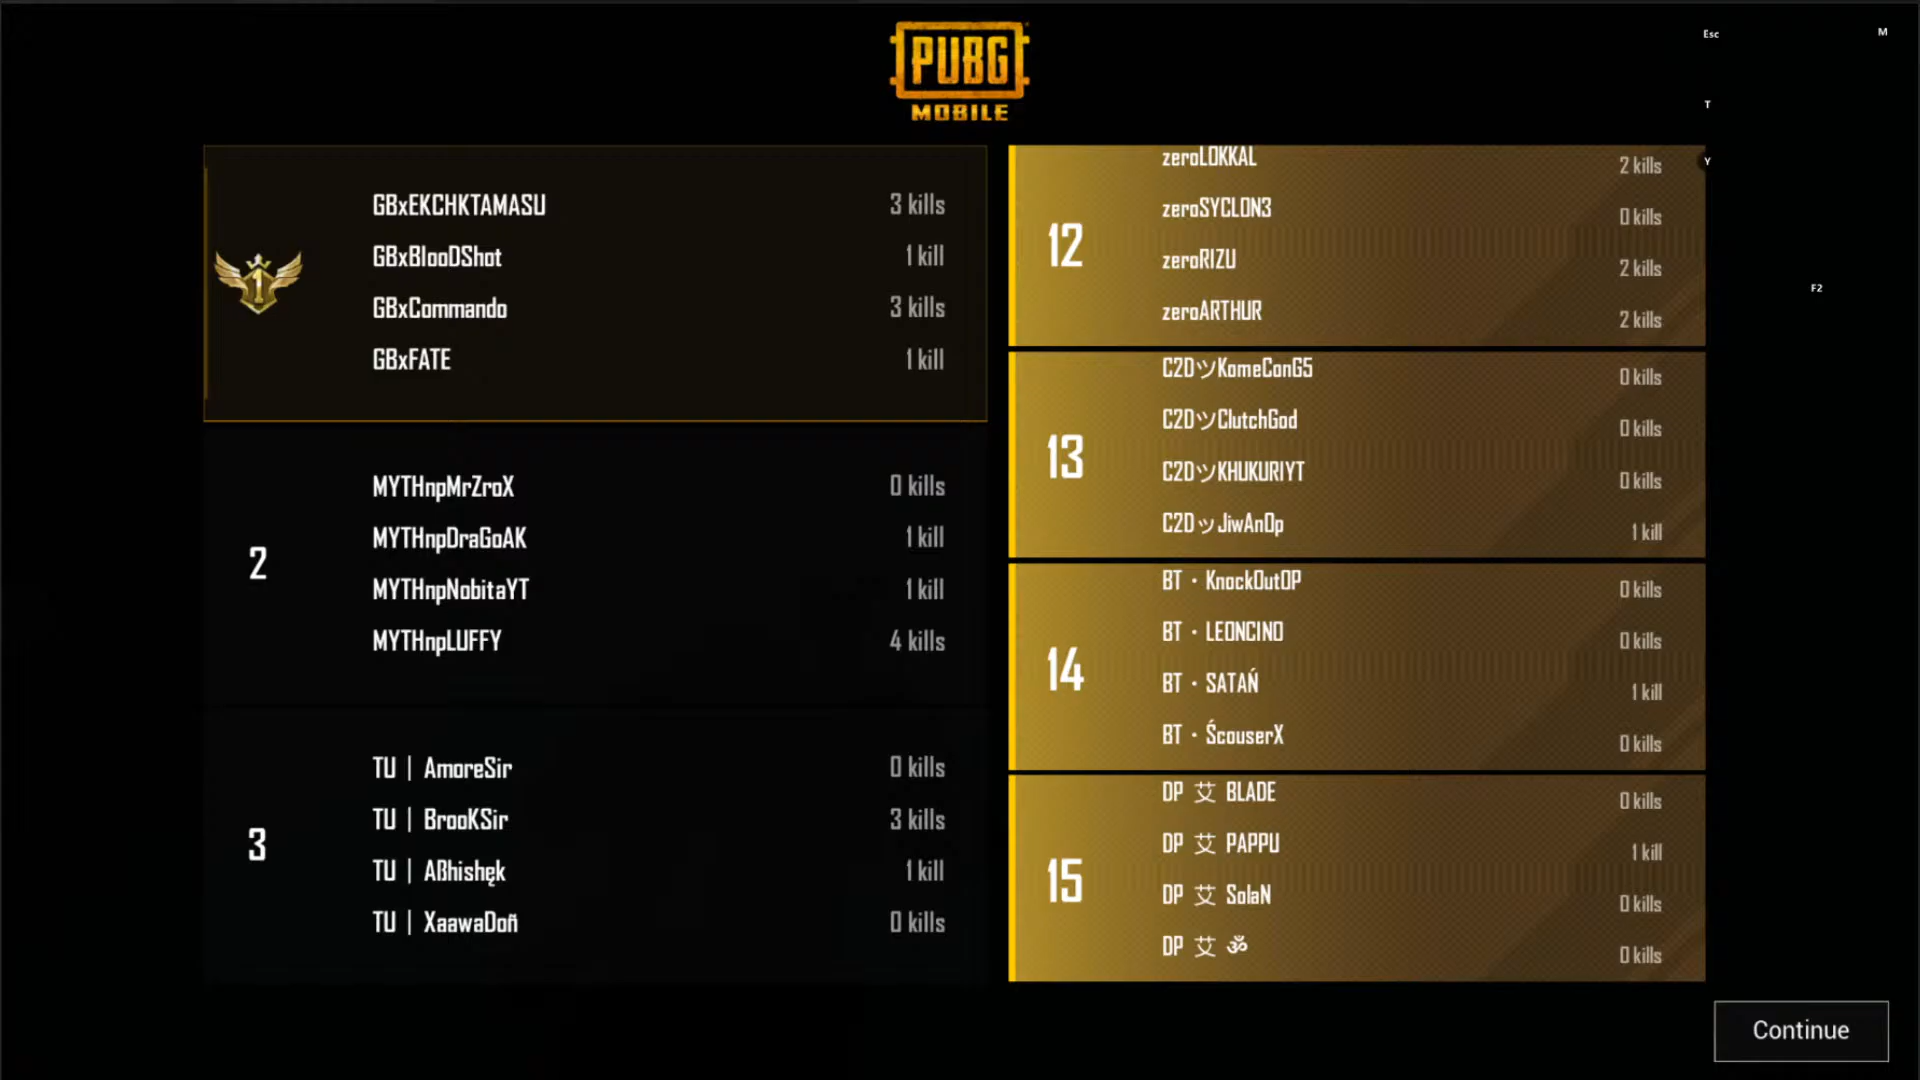 PUBG
MOBILE
Esc
M
T
Y
F2
1
GBxEKCHKTAMASU 3 kills
GBxBlooDShot 1 kill
GBxCommando 3 kills
GBxFATE 1 kill
2
MYTHnpMrZroX 0 kills
MYTHnpDraGoAK 1 kill
MYTHnpNobitaYT 1 kill
MYTHnpLUFFY 4 kills
3
TU | AmoreSir 0 kills
TU | BrooKSir 3 kills
TU | Aßhishęk 1 kill
TU | XaawaDoñ 0 kills
12
zeroLOKKAL 2 kills
zeroSYCLON3 0 kills
zeroRIZU 2 kills
zeroARTHUR 2 kills
13
C2DツKomeConG5 0 kills
C2DツClutchGod 0 kills
C2DツKHUKURIYT 0 kills
C2DッJiwAnOp 1 kill
14
BT・KnockOutOP 0 kills
BT・LEONCINO 0 kills
BT・SATAŃ 1 kill
BT・ŚcouserX 0 kills
15
DP 艾 BLADE 0 kills
DP 艾 PAPPU 1 kill
DP 艾 SolaN 0 kills
DP 艾 ॐ 0 kills
Continue